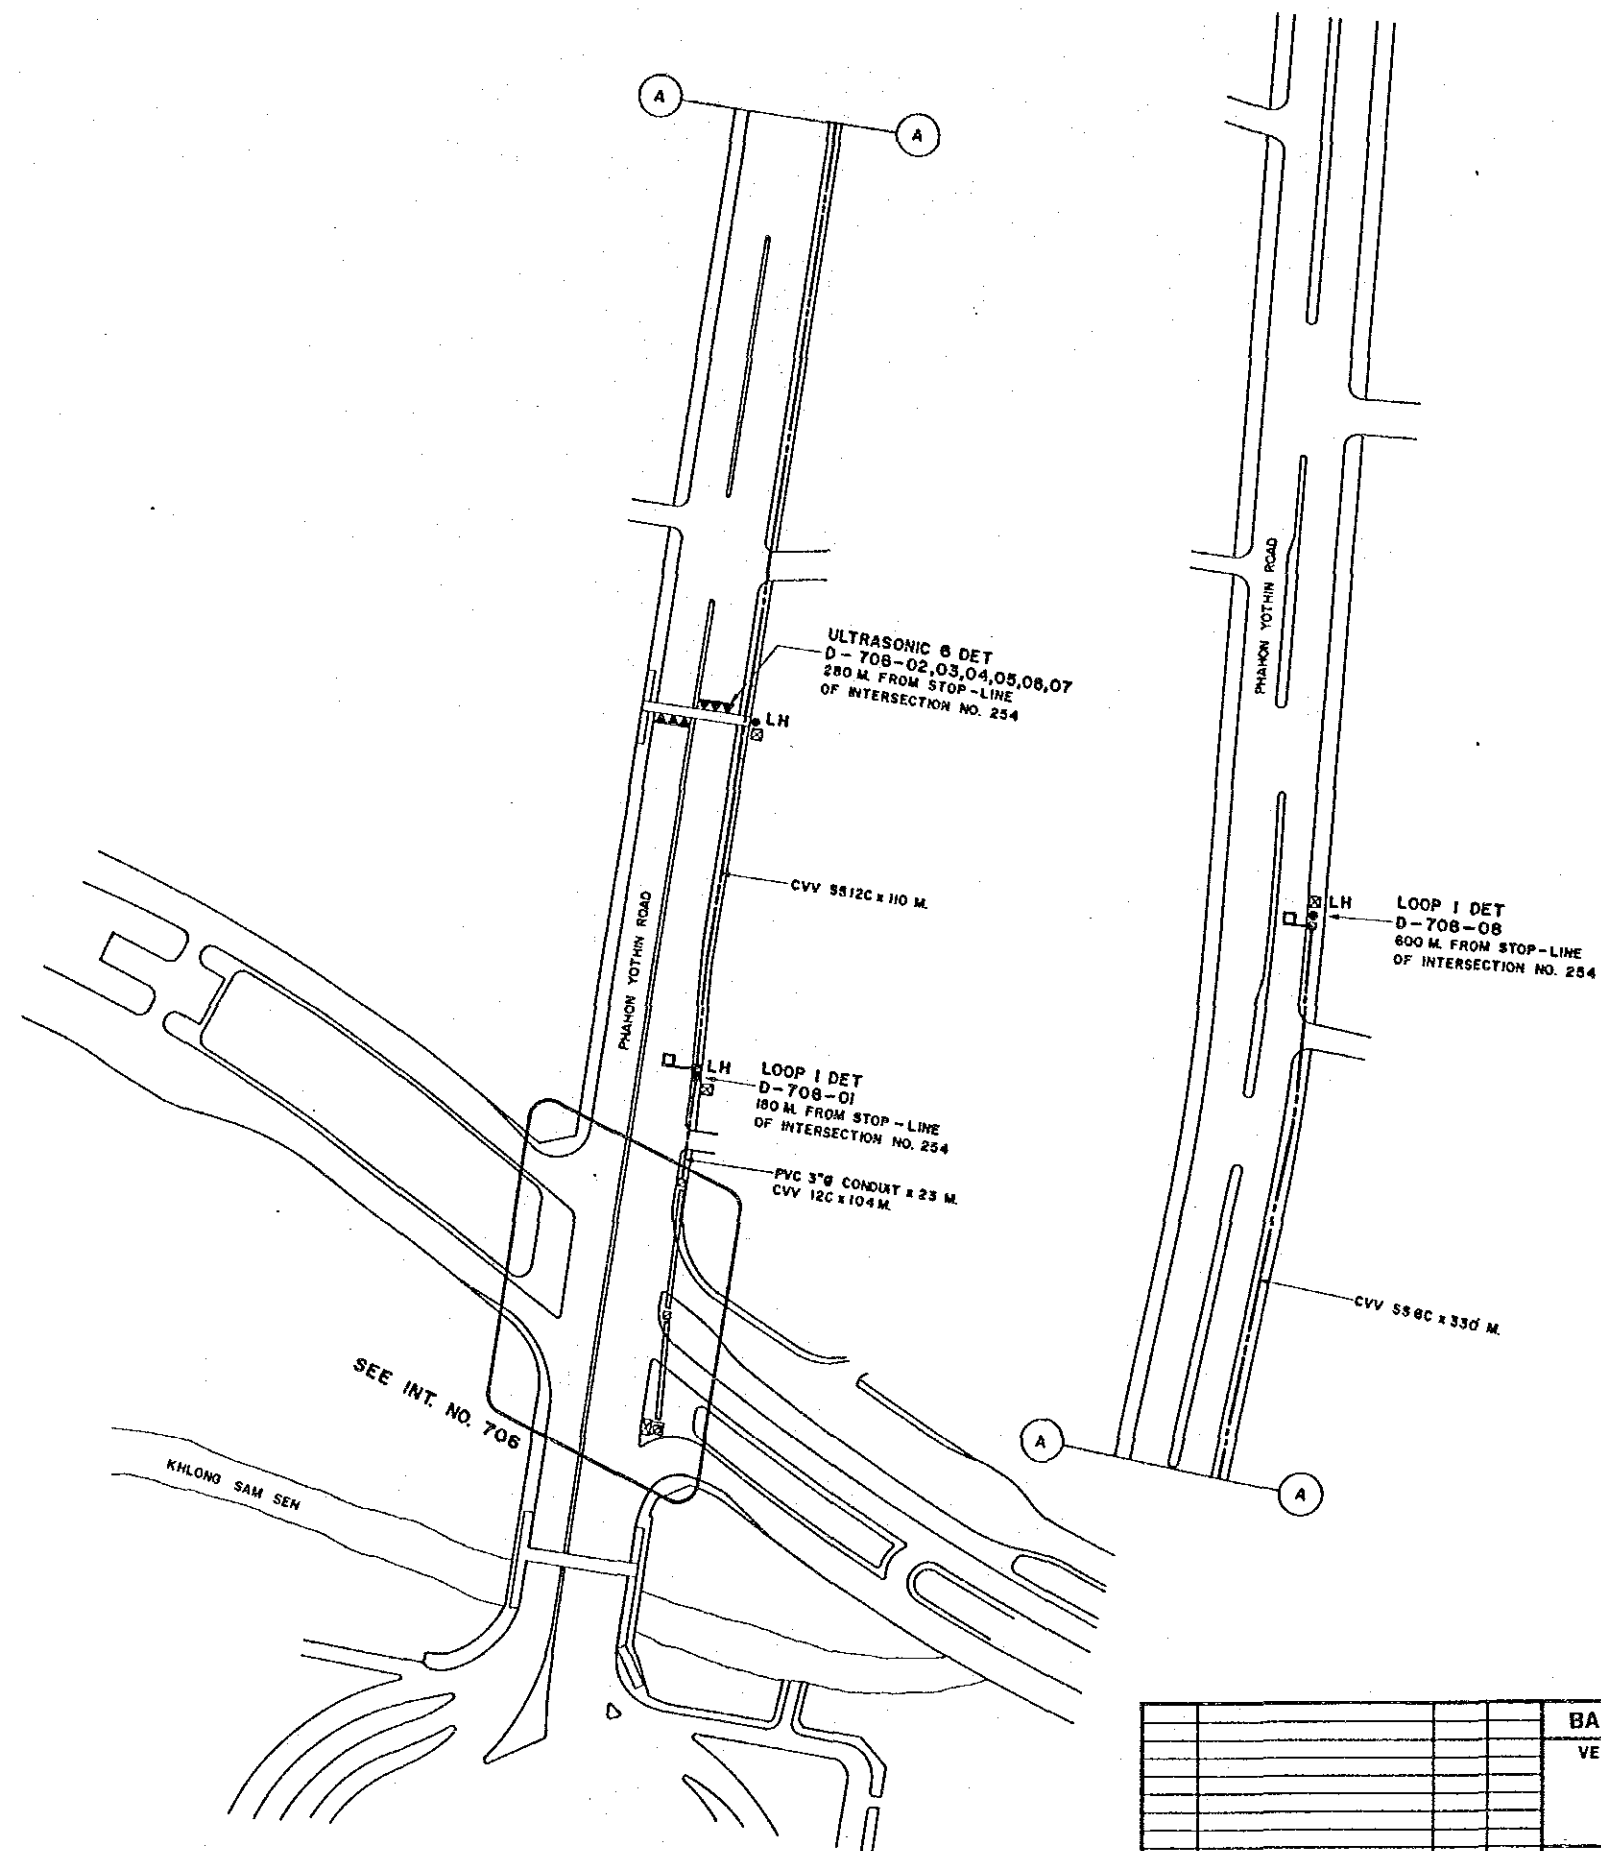 A
A
ULTRASONIC 6 DET
D-706-02,03,04,05,06,07
280 M. FROM STOP-LINE
OF INTERSECTION NO. 254
LH
CVV SS12C x 110 M.
PHAHON YOTHIN ROAD
LH
LOOP 1 DET
D-706-01
180 M. FROM STOP-LINE
OF INTERSECTION NO. 254
PVC 3"Ø CONDUIT x 23 M.
CVV 12C x 104 M.
SEE INT. NO. 706
KHLONG SAM SEN
PHAHON YOTHIN ROAD
LH
LOOP 1 DET
D-706-08
600 M. FROM STOP-LINE
OF INTERSECTION NO. 254
CVV SS6C x 330 M.
A
A
BA
VE